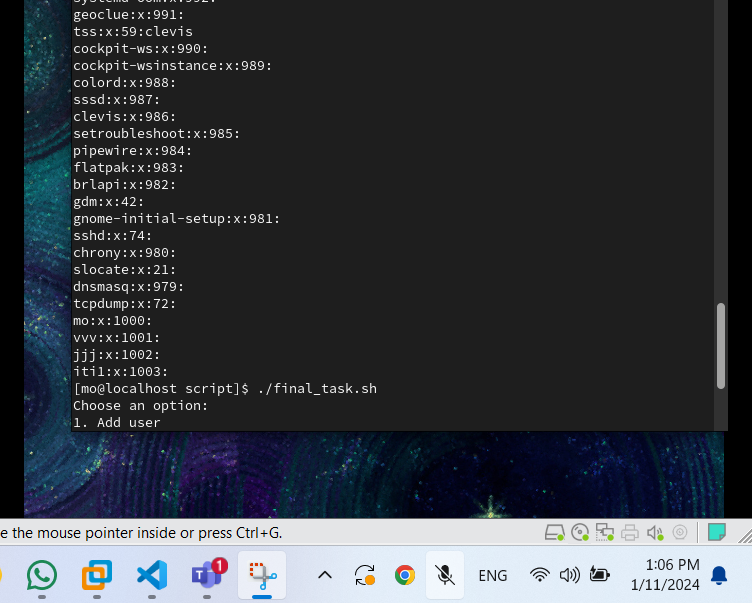 geoclue:x:991:
tss:x:59:clevis
cockpit-ws:x:990:
cockpit-wsinstance:x:989:
colord:x:988:
sssd:x:987:
clevis:x:986:
setroubleshoot:x:985:
pipewire:x:984:
flatpak:x:983:
brlapi:x:982:
gdm:x:42:
gnome-initial-setup:x:981:
sshd:x:74:
chrony:x:980:
slocate:x:21:
dnsmasq:x:979:
tcpdump:x:72:
mo:x:1000:
vvv:x:1001:
jjj:x:1002:
iti1:x:1003:
[mo@localhost script]$ ./final_task.sh
Choose an option:
1. Add user
e the mouse pointer inside or press Ctrl+G.
1
ENG
1:06 PM
1/11/2024